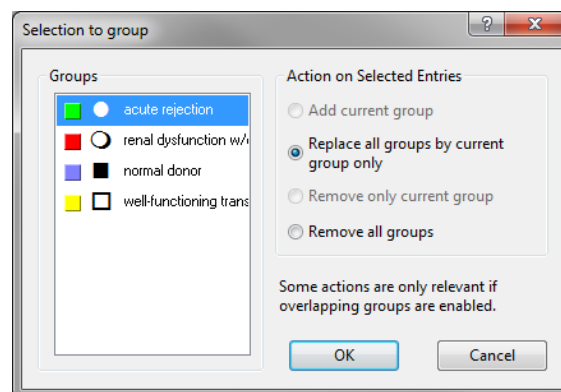 Selection to group
?
Groups
acute rejection
renal dysfunction w/
normal donor
well-functioning trans
Action on Selected Entries
Add current group
Replace all groups by current
group only
Remove only current group
Remove all groups
Some actions are only relevant if
overlapping groups are enabled.
OK
Cancel